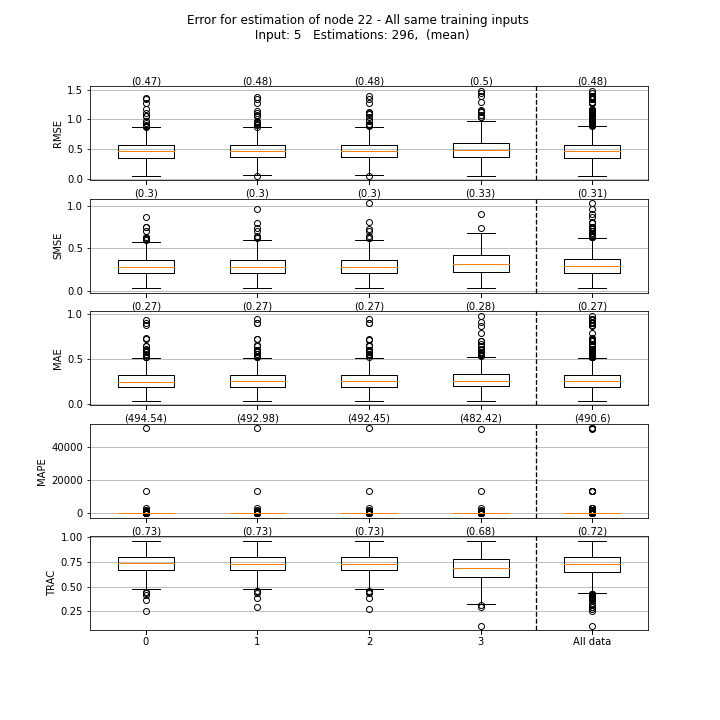 Error for estimation of node 22 - All same training inputs
Input: 5   Estimations: 296,  (mean)
(0.47) (0.48) (0.48) (0.5) (0.48)
1.5
1.0
0.5
0.0
RMSE
(0.3) (0.3) (0.3) (0.33) (0.31)
1.0
0.5
0.0
SMSE
(0.27) (0.27) (0.27) (0.28) (0.27)
1.0
0.5
0.0
MAE
(494.54) (492.98) (492.45) (482.42) (490.6)
40000
20000
0
MAPE
(0.73) (0.73) (0.73) (0.68) (0.72)
1.00
0.75
0.50
0.25
TRAC
0 1 2 3 All data